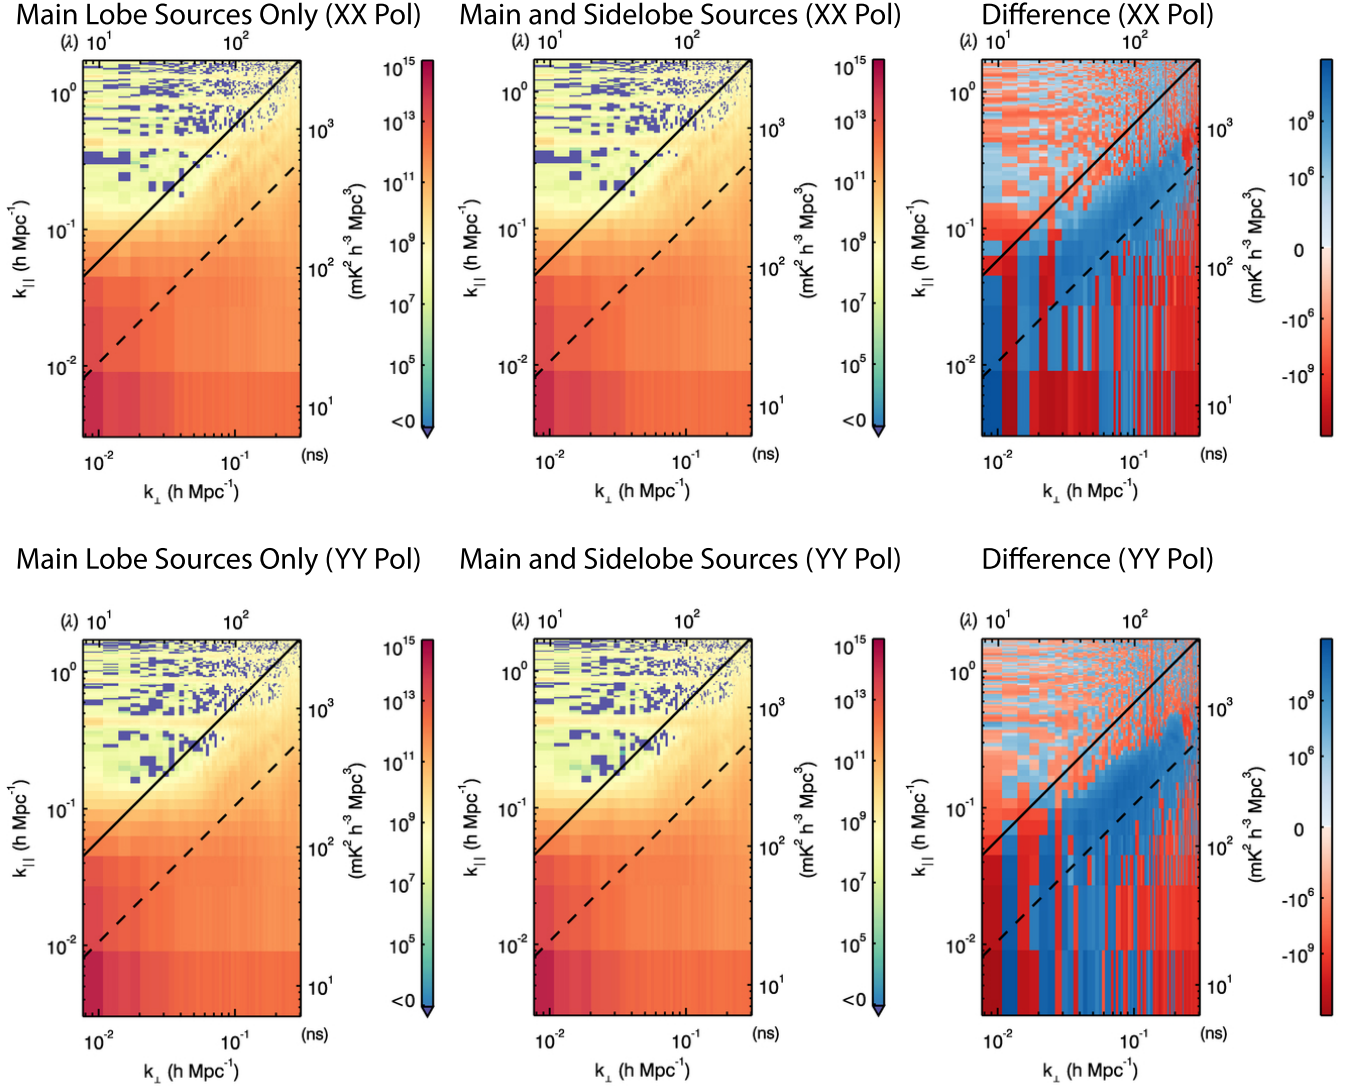 Main Lobe Sources Only (XX Pol)
Main and Sidelobe Sources (XX Pol)
Difference (XX Pol)
(λ) 10¹ 10²
(λ) 10¹ 10²
(λ) 10¹ 10²
10⁰
10⁻¹
10⁻²
k|| (h Mpc⁻¹)
10³
10²
10¹
(ns)
10⁻² 10⁻¹
k⊥ (h Mpc⁻¹)
(mK² h⁻³ Mpc³)
10¹⁵
10¹³
10¹¹
10⁹
10⁷
10⁵
<0
10⁰
10⁻¹
10⁻²
k|| (h Mpc⁻¹)
10³
10²
10¹
(ns)
10⁻² 10⁻¹
k⊥ (h Mpc⁻¹)
(mK² h⁻³ Mpc³)
10¹⁵
10¹³
10¹¹
10⁹
10⁷
10⁵
<0
10⁰
10⁻¹
10⁻²
k|| (h Mpc⁻¹)
10³
10²
10¹
(ns)
10⁻² 10⁻¹
k⊥ (h Mpc⁻¹)
(mK² h⁻³ Mpc³)
10⁹
10⁶
0
-10⁶
-10⁹
Main Lobe Sources Only (YY Pol)
Main and Sidelobe Sources (YY Pol)
Difference (YY Pol)
(λ) 10¹ 10²
(λ) 10¹ 10²
(λ) 10¹ 10²
10⁰
10⁻¹
10⁻²
k|| (h Mpc⁻¹)
10³
10²
10¹
(ns)
10⁻² 10⁻¹
k⊥ (h Mpc⁻¹)
(mK² h⁻³ Mpc³)
10¹⁵
10¹³
10¹¹
10⁹
10⁷
10⁵
<0
10⁰
10⁻¹
10⁻²
k|| (h Mpc⁻¹)
10³
10²
10¹
(ns)
10⁻² 10⁻¹
k⊥ (h Mpc⁻¹)
(mK² h⁻³ Mpc³)
10¹⁵
10¹³
10¹¹
10⁹
10⁷
10⁵
<0
10⁰
10⁻¹
10⁻²
k|| (h Mpc⁻¹)
10³
10²
10¹
(ns)
10⁻² 10⁻¹
k⊥ (h Mpc⁻¹)
(mK² h⁻³ Mpc³)
10⁹
10⁶
0
-10⁶
-10⁹